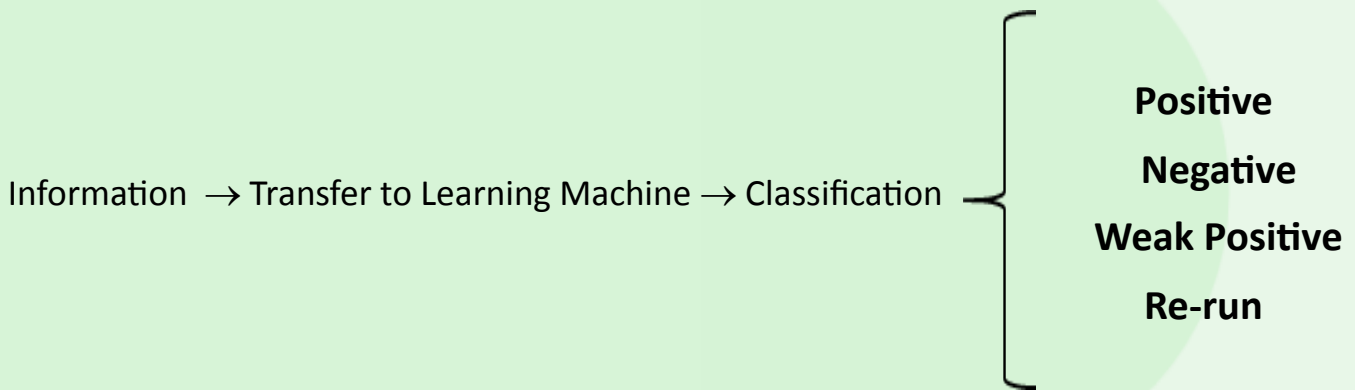 Information → Transfer to Learning Machine → Classification
Positive
Negative
Weak Positive
Re-run